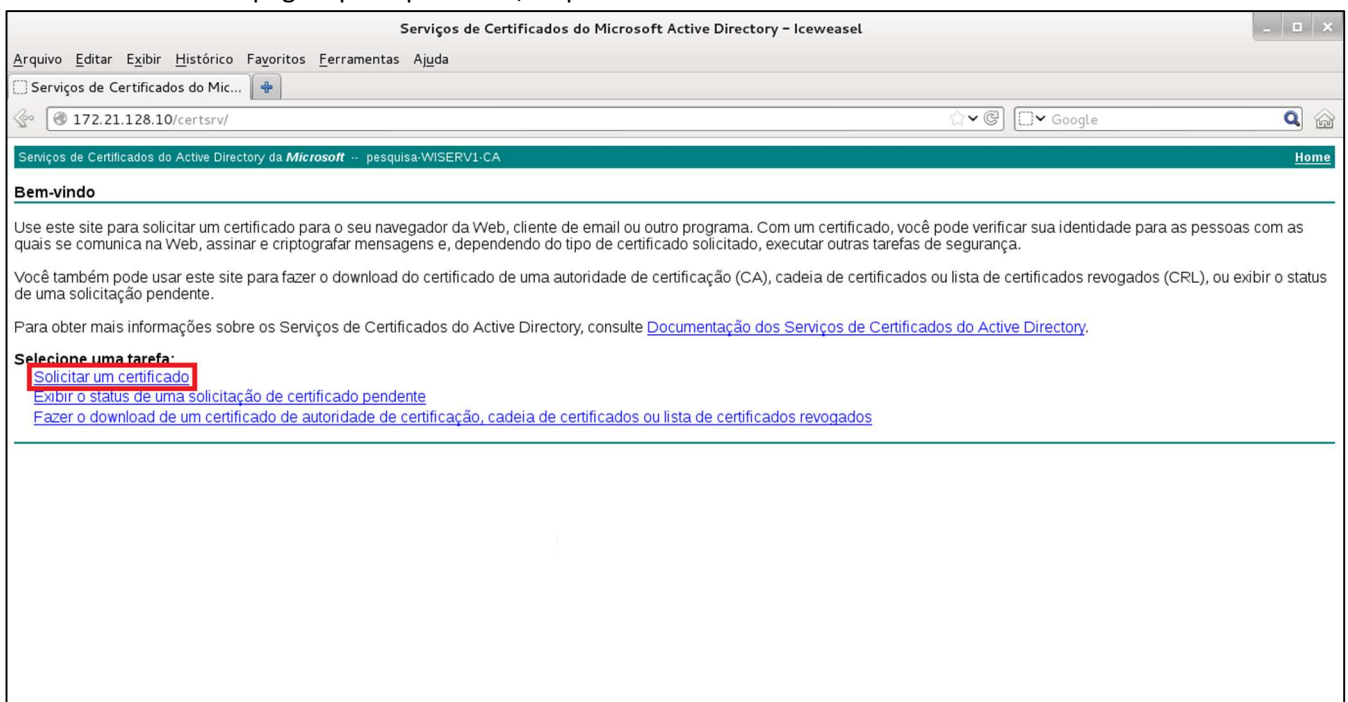 Serviços de Certificados do Microsoft Active Directory – Iceweasel
Arquivo Editar Exibir Histórico Favoritos Ferramentas Ajuda
Serviços de Certificados do Mic...
172.21.128.10/certsrv/ Google
Serviços de Certificados do Active Directory da Microsoft -- pesquisa-WISERV1-CA Home
Bem-vindo
Use este site para solicitar um certificado para o seu navegador da Web, cliente de email ou outro programa. Com um certificado, você pode verificar sua identidade para as pessoas com as
quais se comunica na Web, assinar e criptografar mensagens e, dependendo do tipo de certificado solicitado, executar outras tarefas de segurança.
Você também pode usar este site para fazer o download do certificado de uma autoridade de certificação (CA), cadeia de certificados ou lista de certificados revogados (CRL), ou exibir o status
de uma solicitação pendente.
Para obter mais informações sobre os Serviços de Certificados do Active Directory, consulte Documentação dos Serviços de Certificados do Active Directory.
Selecione uma tarefa:
Solicitar um certificado
Exibir o status de uma solicitação de certificado pendente
Fazer o download de um certificado de autoridade de certificação, cadeia de certificados ou lista de certificados revogados